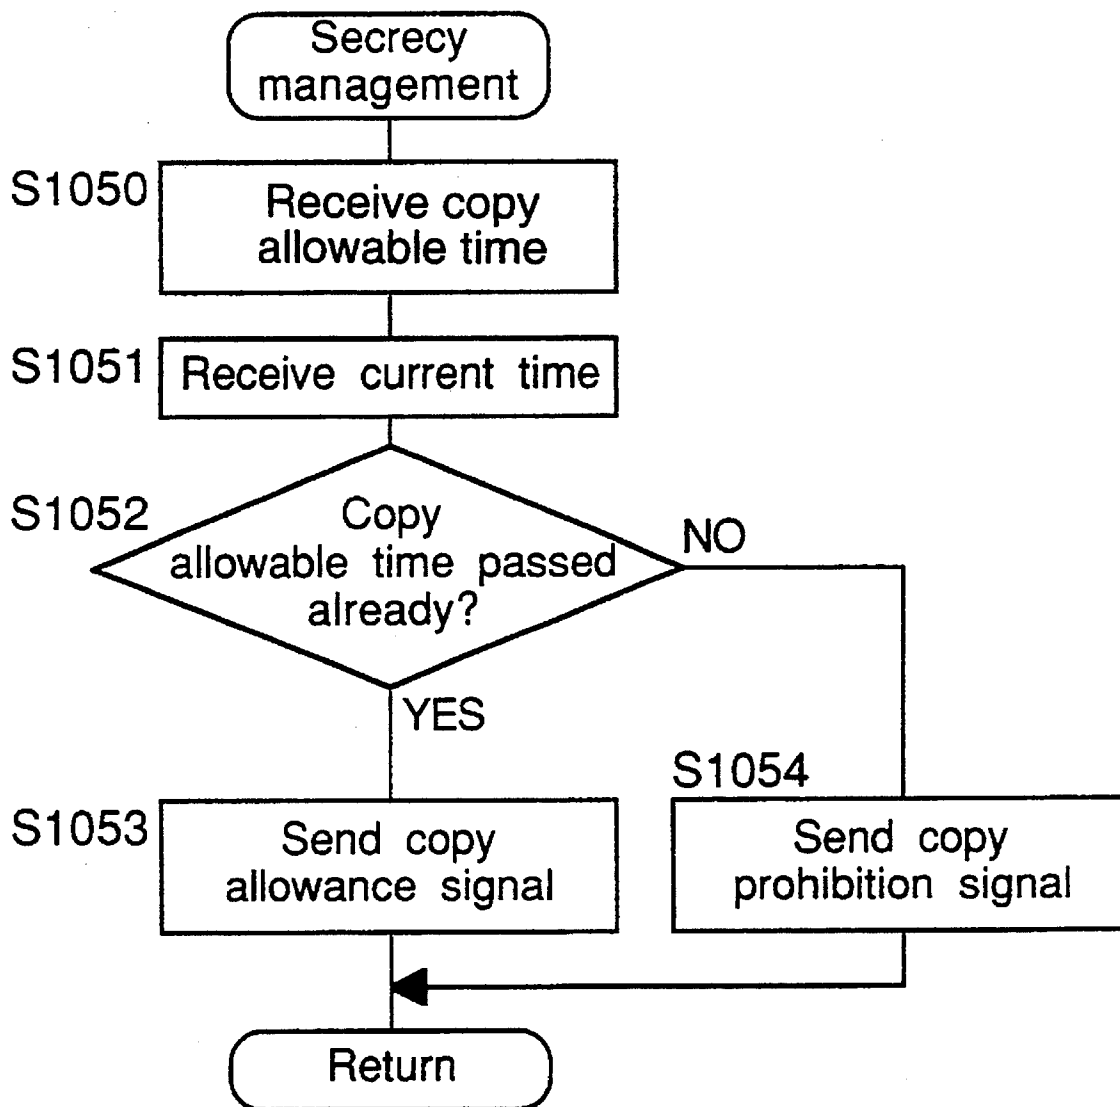 Secrecy
management
S1050
Receive copy
allowable time
S1051
Receive current time
S1052
Copy
allowable time passed
already?
NO
YES
S1053
Send copy
allowance signal
S1054
Send copy
prohibition signal
Return